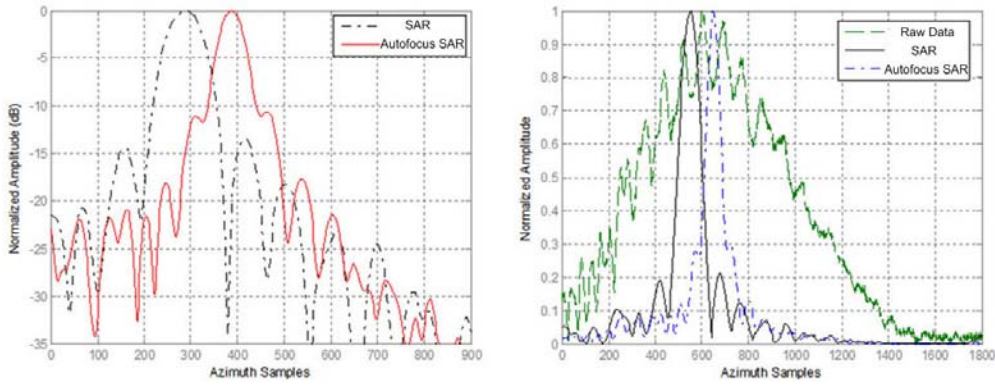 0
-5
-10
-15
-20
-25
-30
-35
Normalized Amplitude (dB)
SAR
Autofocus SAR
0 100 200 300 400 500 600 700 800 900
Azimuth Samples
1
0.9
0.8
0.7
0.6
0.5
0.4
0.3
0.2
0.1
0
Normalized Amplitude
Raw Data
SAR
Autofocus SAR
0 200 400 600 800 1000 1200 1400 1600 1800
Azimuth Samples